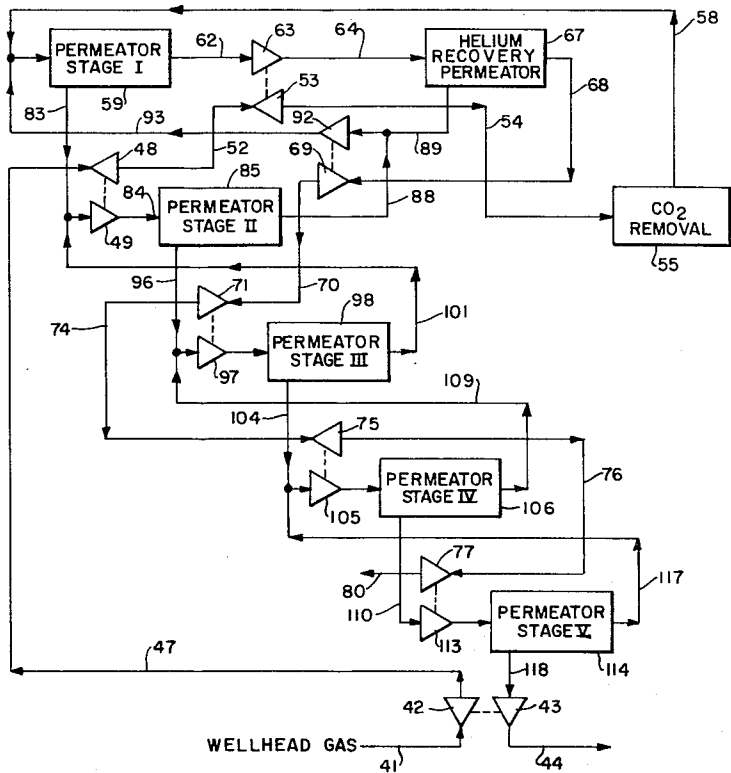 58
62
63
64
67
PERMEATOR
STAGE I
HELIUM
RECOVERY
PERMEATOR
59
53
68
83
93
92
54
48
52
69
89
85
84
PERMEATOR
STAGE II
88
CO2
REMOVAL
49
55
96
71
70
98
101
74
PERMEATOR
STAGE III
97
109
104
75
76
PERMEATOR
STAGE IV
105
106
77
80
117
110
PERMEATOR
STAGE V
113
118
114
47
42
43
WELLHEAD GAS
41
44